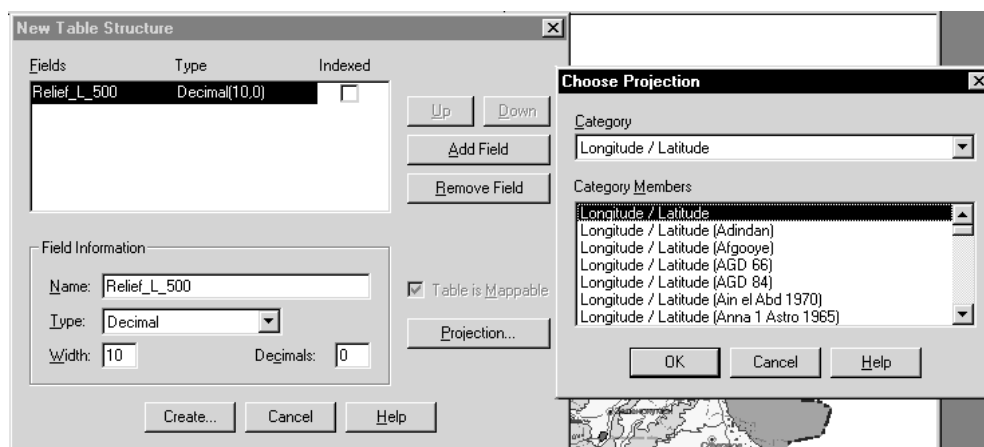 New Table Structure
Fields Type Indexed
Relief_L_500 Decimal(10,0)
Up Down
Add Field
Remove Field
Field Information
Name: Relief_L_500
Type: Decimal
Width: 10 Decimals: 0
Table is Mappable
Projection...
Create... Cancel Help
Choose Projection
Category
Longitude / Latitude
Category Members
Longitude / Latitude
Longitude / Latitude (Adindan)
Longitude / Latitude (Afgooye)
Longitude / Latitude (AGD 66)
Longitude / Latitude (AGD 84)
Longitude / Latitude (Ain el Abd 1970)
Longitude / Latitude (Anna 1 Astro 1965)
OK Cancel Help